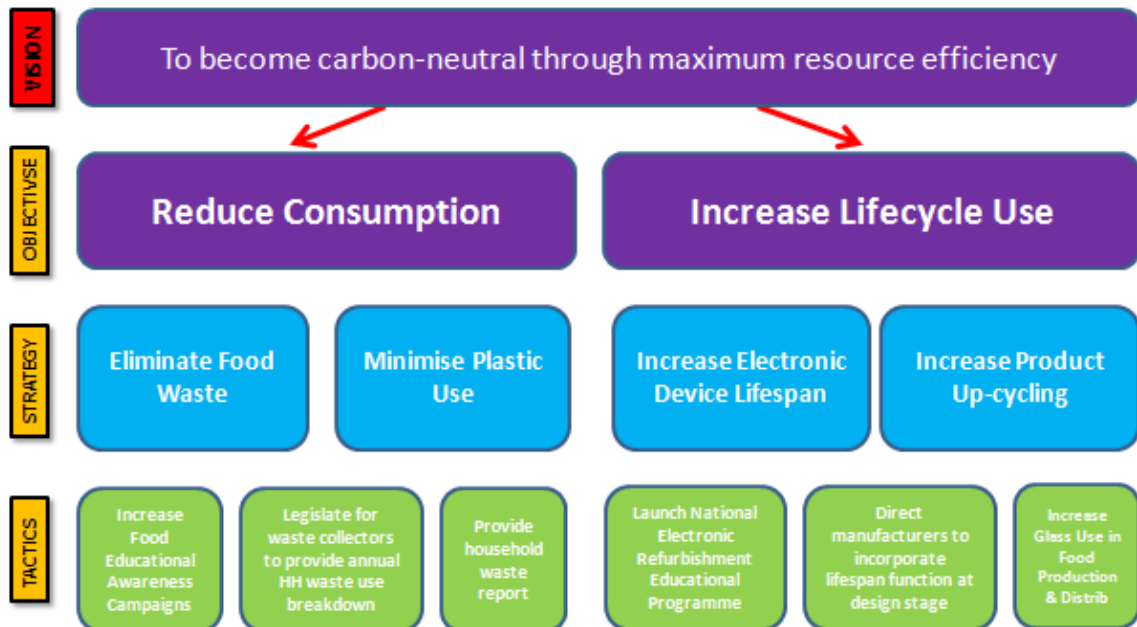 VISION
To become carbon-neutral through maximum resource efficiency
OBJECTIVSE
Reduce Consumption
Increase Lifecycle Use
STRATEGY
Eliminate Food
Waste
Minimise Plastic
Use
Increase Electronic
Device Lifespan
Increase Product
Up-cycling
TACTICS
Increase
Food
Educational
Awareness
Campaigns
Legislate for
waste collectors
to provide annual
HH waste use
breakdown
Provide
household
waste
report
Launch National
Electronic
Refurbishment
Educational
Programme
Direct
manufacturers to
incorporate
lifespan function at
design stage
Increase
Glass Use in
Food
Production
& Distrib